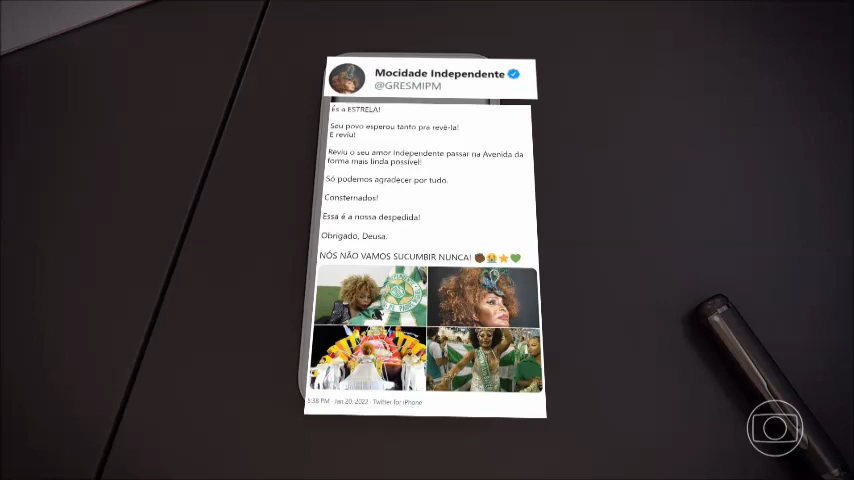 Mocidade Independente
@GRESMIPM
És a ESTRELA!
Seu povo esperou tanto pra revê-la!
E reviu!
Reviu o seu amor Independente passar na Avenida da
forma mais linda possível!
Só podemos agradecer por tudo.
Consternados!
Essa é a nossa despedida!
Obrigado, Deusa.
NÓS NÃO VAMOS SUCUMBIR NUNCA! ✊🏿😭⭐💚
5:38 PM · Jan 20, 2022 · Twitter for iPhone